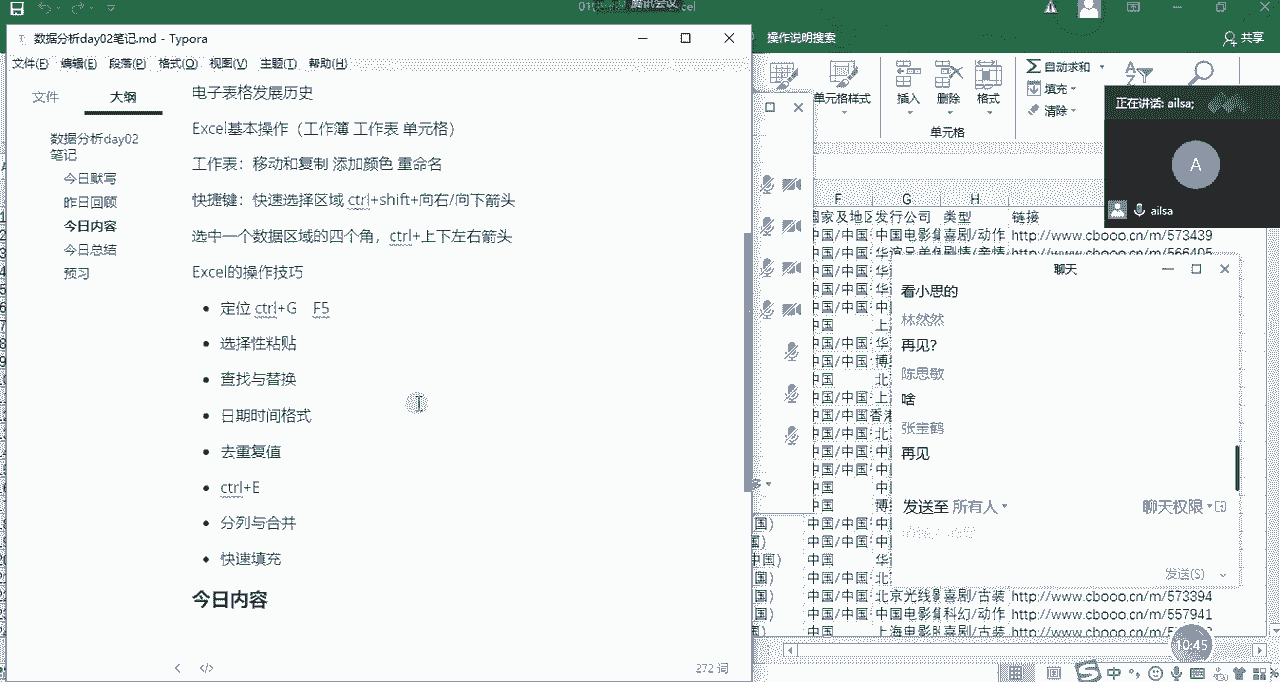 腾讯会议
操作说明搜索
共享
数据分析day02笔记.md - Typora
文件(F) 编辑(E) 段落(P) 格式(O) 视图(V) 主题(T) 帮助(H)
文件 大纲
数据分析day02
笔记
今日默写
昨日回顾
今日内容
今日总结
预习
电子表格发展历史
Excel基本操作（工作簿 工作表 单元格）
工作表：移动和复制 添加颜色 重命名
快捷键：快速选择区域 ctrl+shift+向右/向下箭头
选中一个数据区域的四个角，ctrl+上下左右箭头
Excel的操作技巧
定位 ctrl+G F5
选择性粘贴
查找与替换
日期时间格式
去重复值
ctrl+E
分列与合并
快速填充
今日内容
272 词
单元格样式
插入 删除 格式
单元格
自动求和
填充
清除
正在讲话: ailsa;
A
ailsa
F G H
国家及地区 发行公司 类型 链接
中国/中国 中国电影集 喜剧/动作 http://www.cbooo.cn/m/573439
聊天
看小思的
林然然
再见?
陈思敏
啥
张宝鹤
再见
发送至 所有人
聊天权限
发送(S)
中国/中国 北京光线影 喜剧/古装 http://www.cbooo.cn/m/573394
中国/中国 中国电影集 科幻/动作 http://www.cbooo.cn/m/557941
中国 上海电影集 喜剧/古装
10:45
中